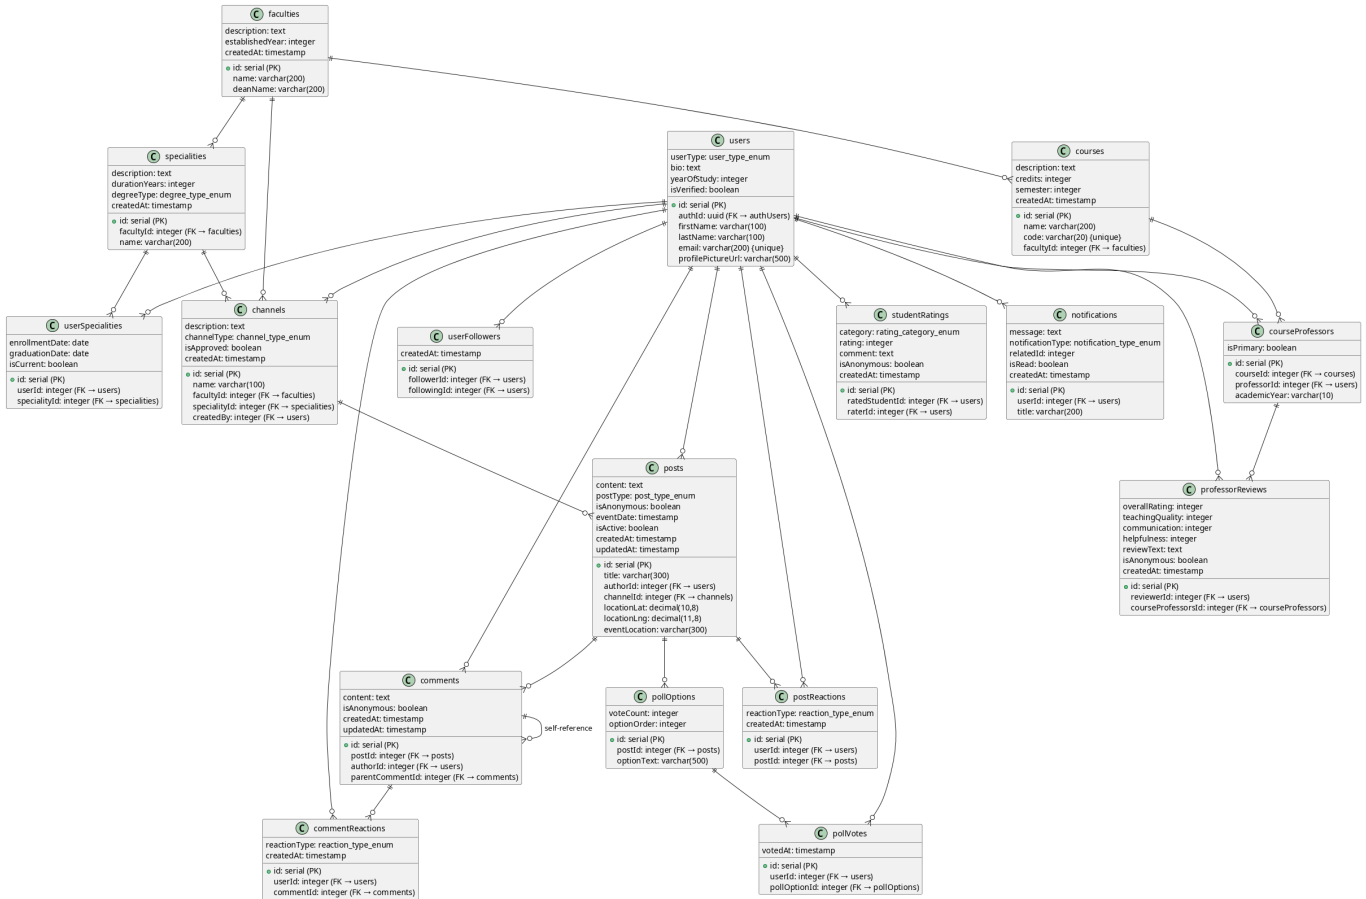 C faculties
description: text
establishedYear: integer
createdAt: timestamp
id: serial (PK)
name: varchar(200)
deanName: varchar(200)
C users
userType: user_type_enum
bio: text
yearOfStudy: integer
isVerified: boolean
id: serial (PK)
authId: uuid (FK → authUsers)
firstName: varchar(100)
lastName: varchar(100)
email: varchar(200) {unique}
profilePictureUrl: varchar(500)
C courses
description: text
credits: integer
semester: integer
createdAt: timestamp
id: serial (PK)
name: varchar(200)
code: varchar(20) {unique}
facultyId: integer (FK → faculties)
C specialities
description: text
durationYears: integer
degreeType: degree_type_enum
createdAt: timestamp
id: serial (PK)
facultyId: integer (FK → faculties)
name: varchar(200)
C userSpecialities
enrollmentDate: date
graduationDate: date
isCurrent: boolean
id: serial (PK)
userId: integer (FK → users)
specialityId: integer (FK → specialities)
C channels
description: text
channelType: channel_type_enum
isApproved: boolean
createdAt: timestamp
id: serial (PK)
name: varchar(100)
facultyId: integer (FK → faculties)
specialityId: integer (FK → specialities)
createdBy: integer (FK → users)
C userFollowers
createdAt: timestamp
id: serial (PK)
followerId: integer (FK → users)
followingId: integer (FK → users)
C studentRatings
category: rating_category_enum
rating: integer
comment: text
isAnonymous: boolean
createdAt: timestamp
id: serial (PK)
ratedStudentId: integer (FK → users)
raterId: integer (FK → users)
C notifications
message: text
notificationType: notification_type_enum
relatedId: integer
isRead: boolean
createdAt: timestamp
id: serial (PK)
userId: integer (FK → users)
title: varchar(200)
C courseProfessors
isPrimary: boolean
id: serial (PK)
courseId: integer (FK → courses)
professorId: integer (FK → users)
academicYear: varchar(10)
C posts
content: text
postType: post_type_enum
isAnonymous: boolean
eventDate: timestamp
isActive: boolean
createdAt: timestamp
updatedAt: timestamp
id: serial (PK)
title: varchar(300)
authorId: integer (FK → users)
channelId: integer (FK → channels)
locationLat: decimal(10,8)
locationLng: decimal(11,8)
eventLocation: varchar(300)
C professorReviews
overallRating: integer
teachingQuality: integer
communication: integer
helpfulness: integer
reviewText: text
isAnonymous: boolean
createdAt: timestamp
id: serial (PK)
reviewerId: integer (FK → users)
courseProfessorsId: integer (FK → courseProfessors)
C comments
content: text
isAnonymous: boolean
createdAt: timestamp
updatedAt: timestamp
id: serial (PK)
postId: integer (FK → posts)
authorId: integer (FK → users)
parentCommentId: integer (FK → comments)
self-reference
C pollOptions
voteCount: integer
optionOrder: integer
id: serial (PK)
postId: integer (FK → posts)
optionText: varchar(500)
C postReactions
reactionType: reaction_type_enum
createdAt: timestamp
id: serial (PK)
userId: integer (FK → users)
postId: integer (FK → posts)
C commentReactions
reactionType: reaction_type_enum
createdAt: timestamp
id: serial (PK)
userId: integer (FK → users)
commentId: integer (FK → comments)
C pollVotes
votedAt: timestamp
id: serial (PK)
userId: integer (FK → users)
pollOptionId: integer (FK → pollOptions)